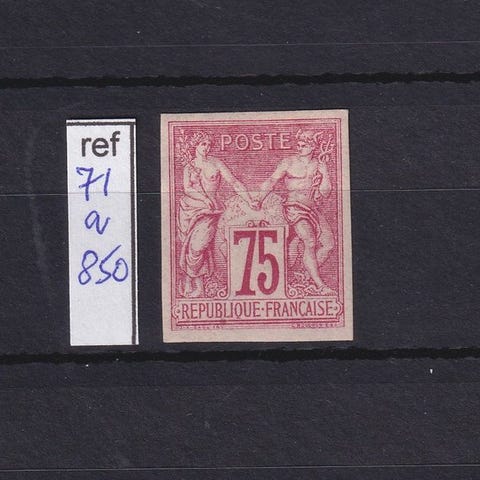 ref
71
a
850
POSTE
75
REPUBLIQUE·FRANÇAISE·